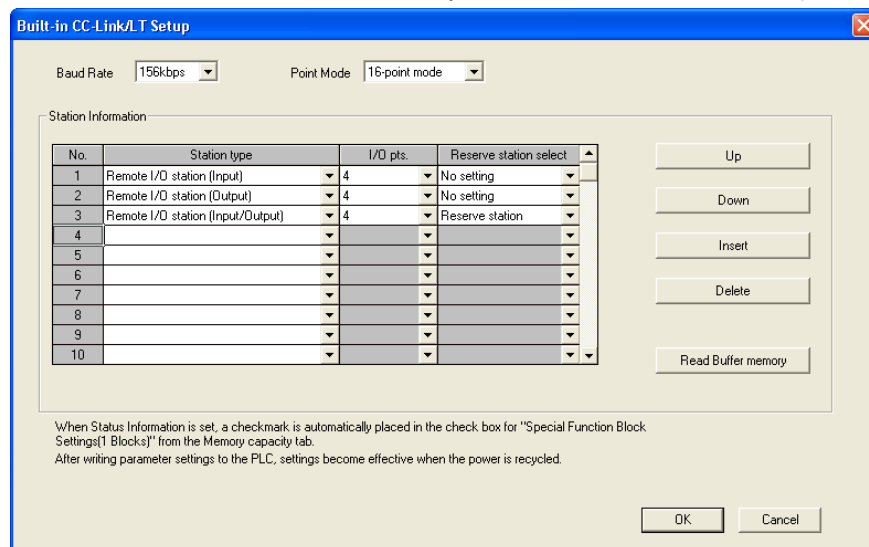 Built-in CC-Link/LT Setup
Baud Rate 156kbps Point Mode 16-point mode
Station Information
No. Station type I/O pts. Reserve station select
1 Remote I/O station (Input) 4 No setting
2 Remote I/O station (Output) 4 No setting
3 Remote I/O station (Input/Output) 4 Reserve station
4
5
6
7
8
9
10
Up
Down
Insert
Delete
Read Buffer memory
When Status Information is set, a checkmark is automatically placed in the check box for "Special Function Block
Settings(1 Blocks)" from the Memory capacity tab.
After writing parameter settings to the PLC, settings become effective when the power is recycled.
OK Cancel